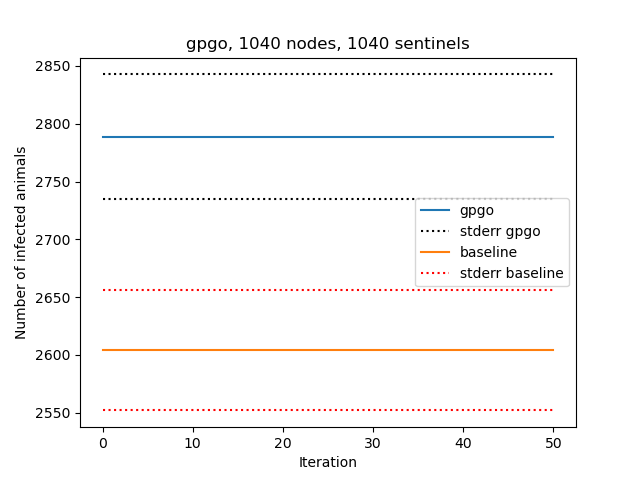 gpgo, 1040 nodes, 1040 sentinels
2850
2800
2750
2700
2650
2600
2550
Number of infected animals
gpgo
stderr gpgo
baseline
stderr baseline
0 10 20 30 40 50
Iteration